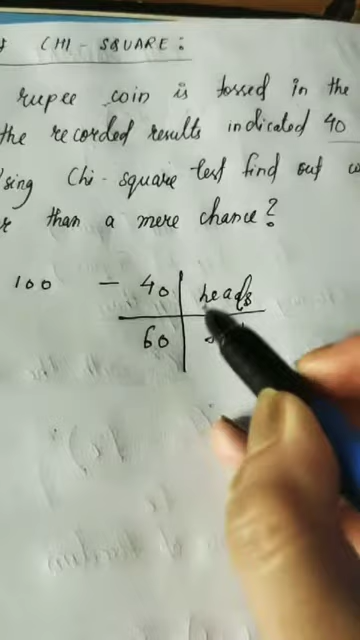 CHI-SQUARE:
rupee coin is tossed in the
the recorded results indicated 40
sing Chi-square test find out
than a mere chance?
100 - 40 heads
60